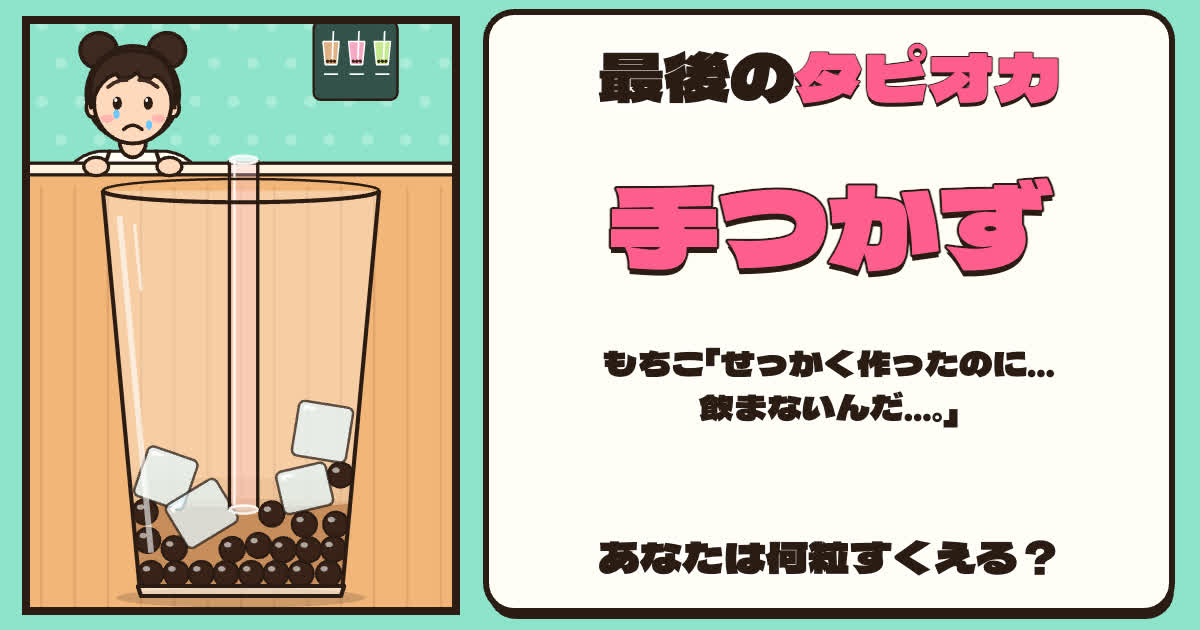 最後のタピオカ
手つかず
もちこ「せっかく作ったのに…
飲まないんだ…。」
あなたは何粒すくえる？